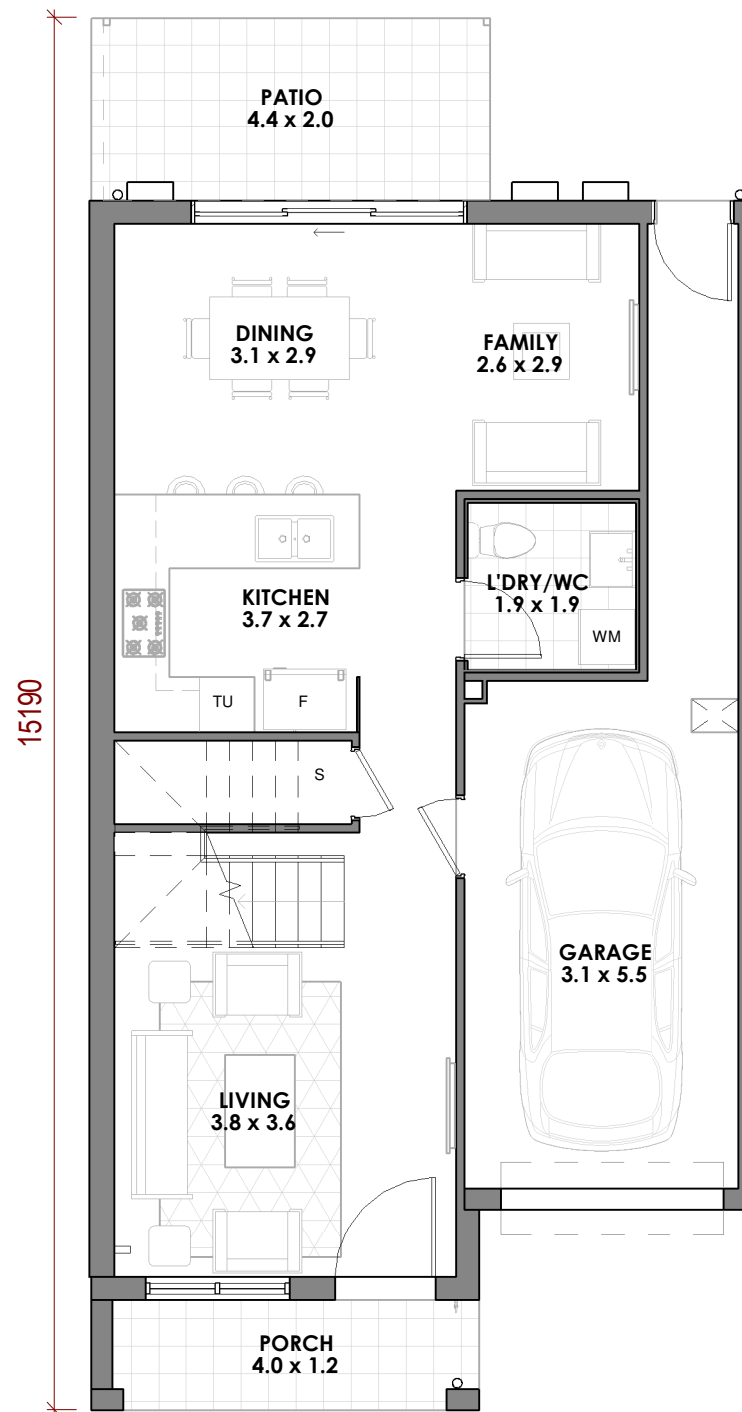 PATIO
4.4 x 2.0
DINING
3.1 x 2.9
FAMILY
2.6 x 2.9
KITCHEN
3.7 x 2.7
L'DRY/WC
1.9 x 1.9
WM
TU
F
15190
S
GARAGE
3.1 x 5.5
LIVING
3.8 x 3.6
PORCH
4.0 x 1.2